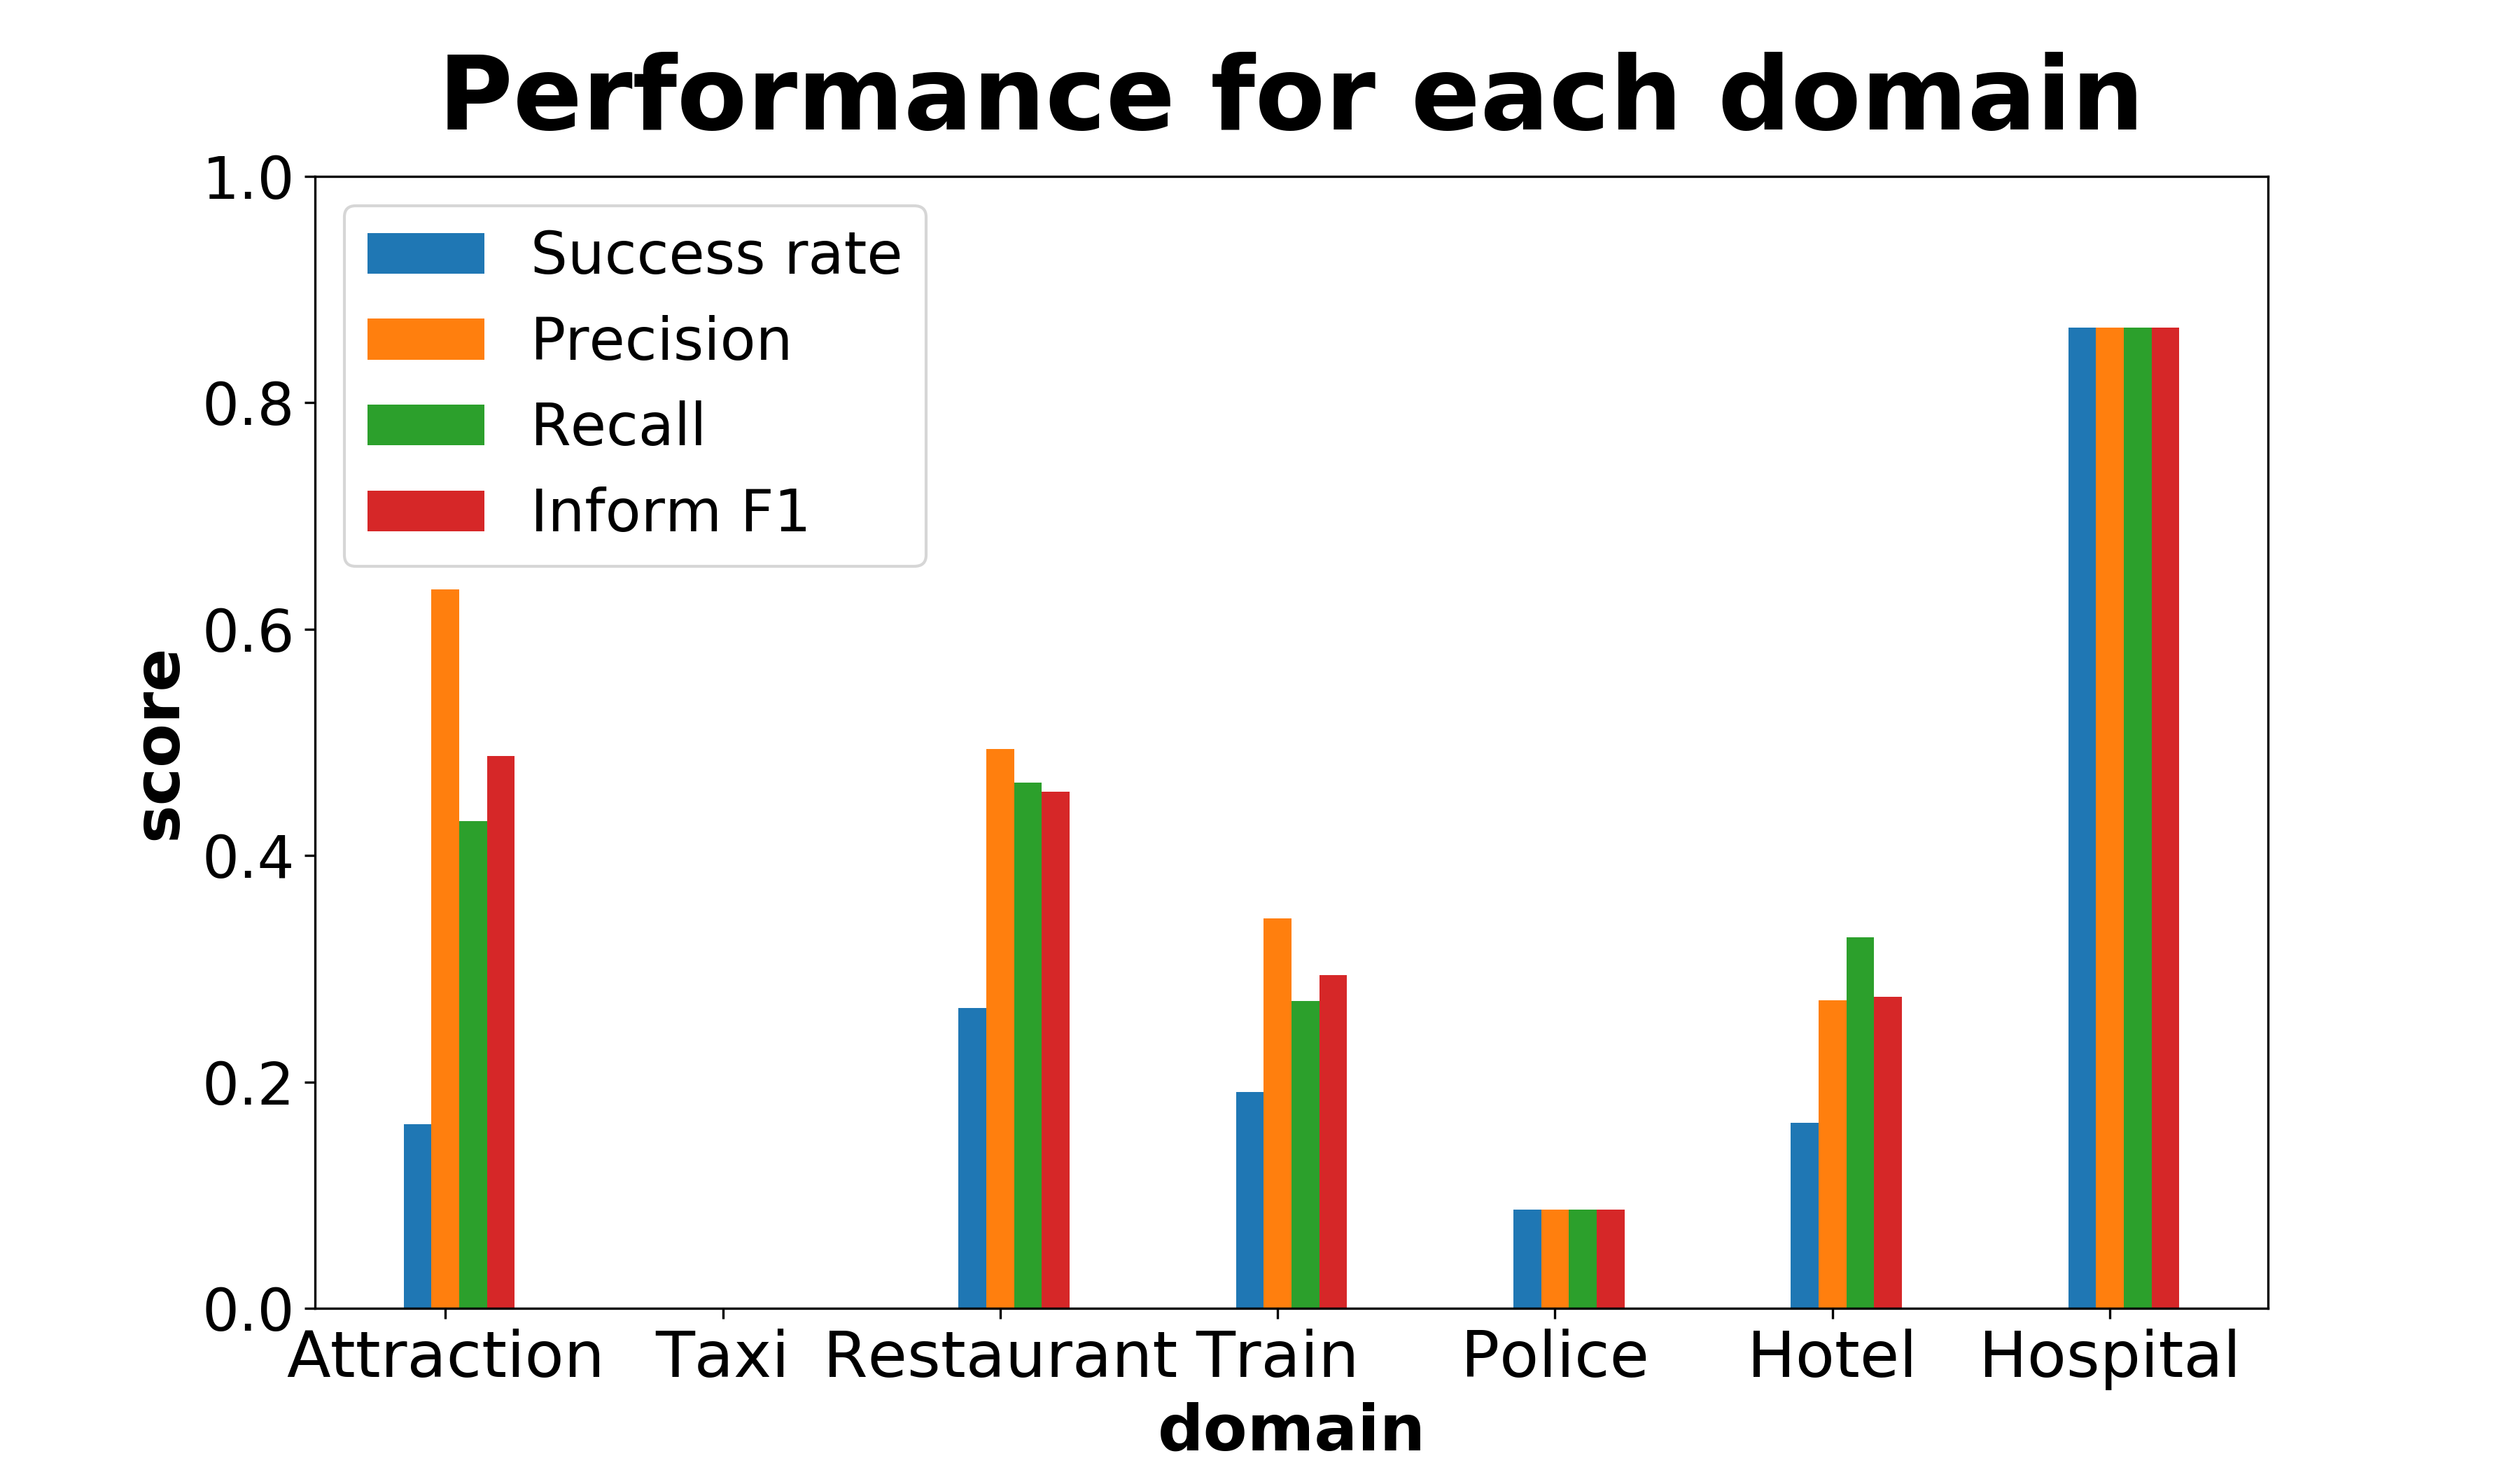 Performance for each domain
1.0
0.8
0.6
0.4
0.2
0.0
score
Success rate
Precision
Recall
Inform F1
Attraction Taxi Restaurant Train Police Hotel Hospital
domain